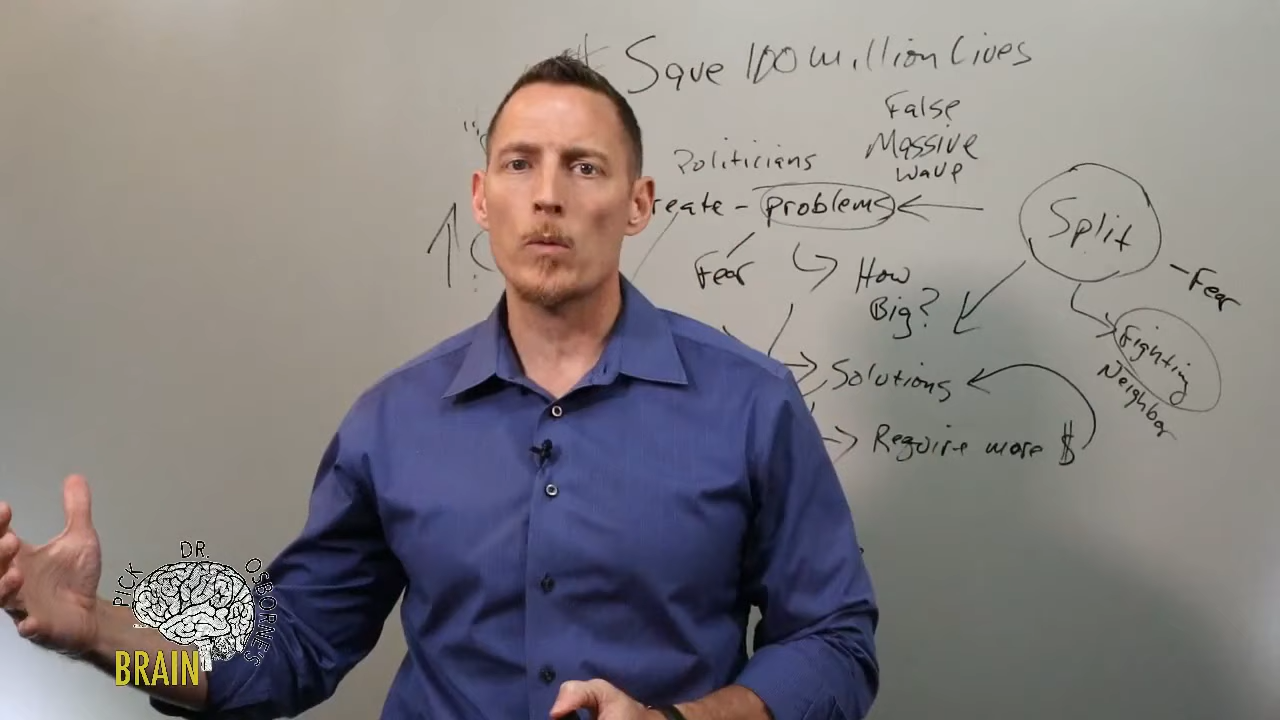 Save 100 million Lives
False
Massive
wave
Politicians
reate - problems
Split
Fear
How
Big?
- Fear
Fighting
Neighbor
Solutions
Require more $
PICK DR. OSBORNE'S
BRAIN